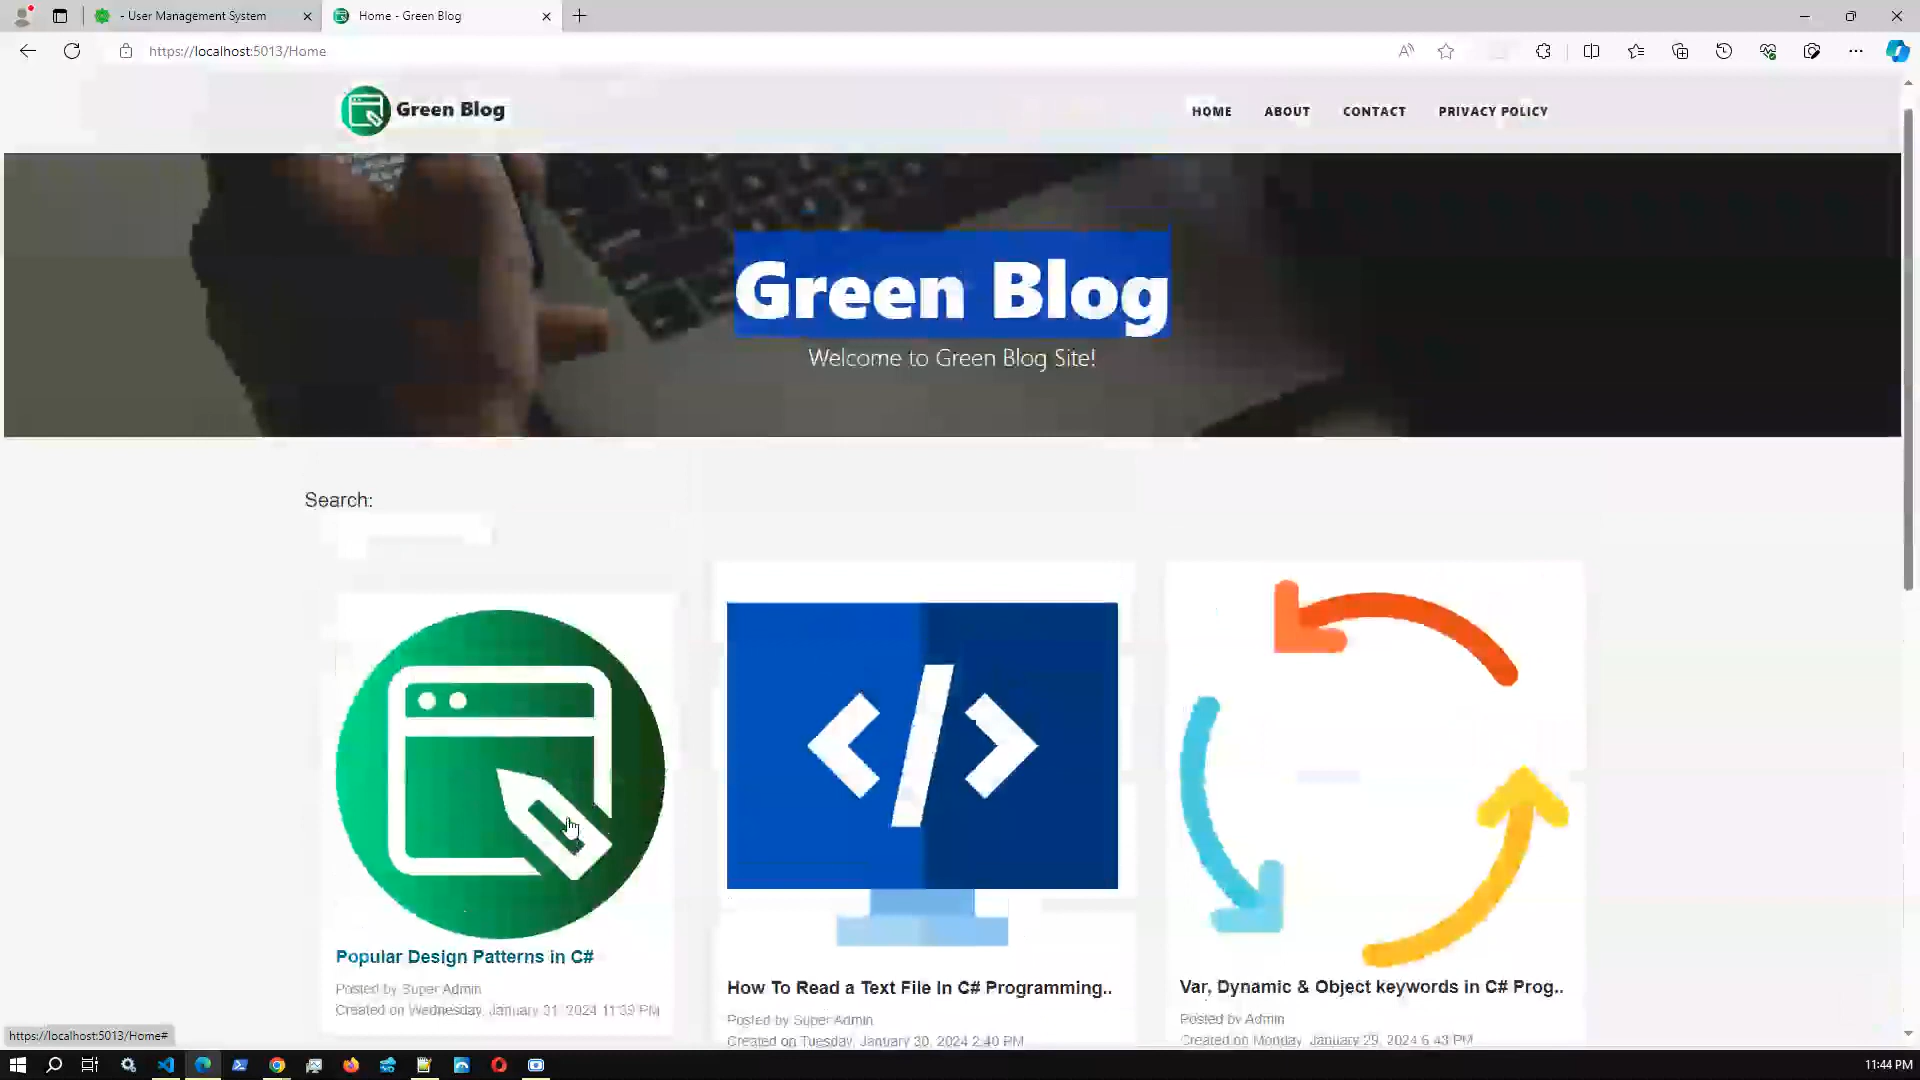 - User Management System
Home - Green Blog
https://localhost:5013/Home
Green Blog
HOME
ABOUT
CONTACT
PRIVACY POLICY
Green Blog
Welcome to Green Blog Site!
Search:
Popular Design Patterns in C#
Posted by Super Admin
Created on Wednesday, January 31, 2024 11:39 PM
How To Read a Text File In C# Programming..
Posted by Super Admin
Created on Tuesday, January 30, 2024 2:40 PM
Var, Dynamic & Object keywords in C# Prog..
Posted by Admin
Created on Monday, January 29, 2024 6:43 PM
https://localhost:5013/Home#
11:44 PM